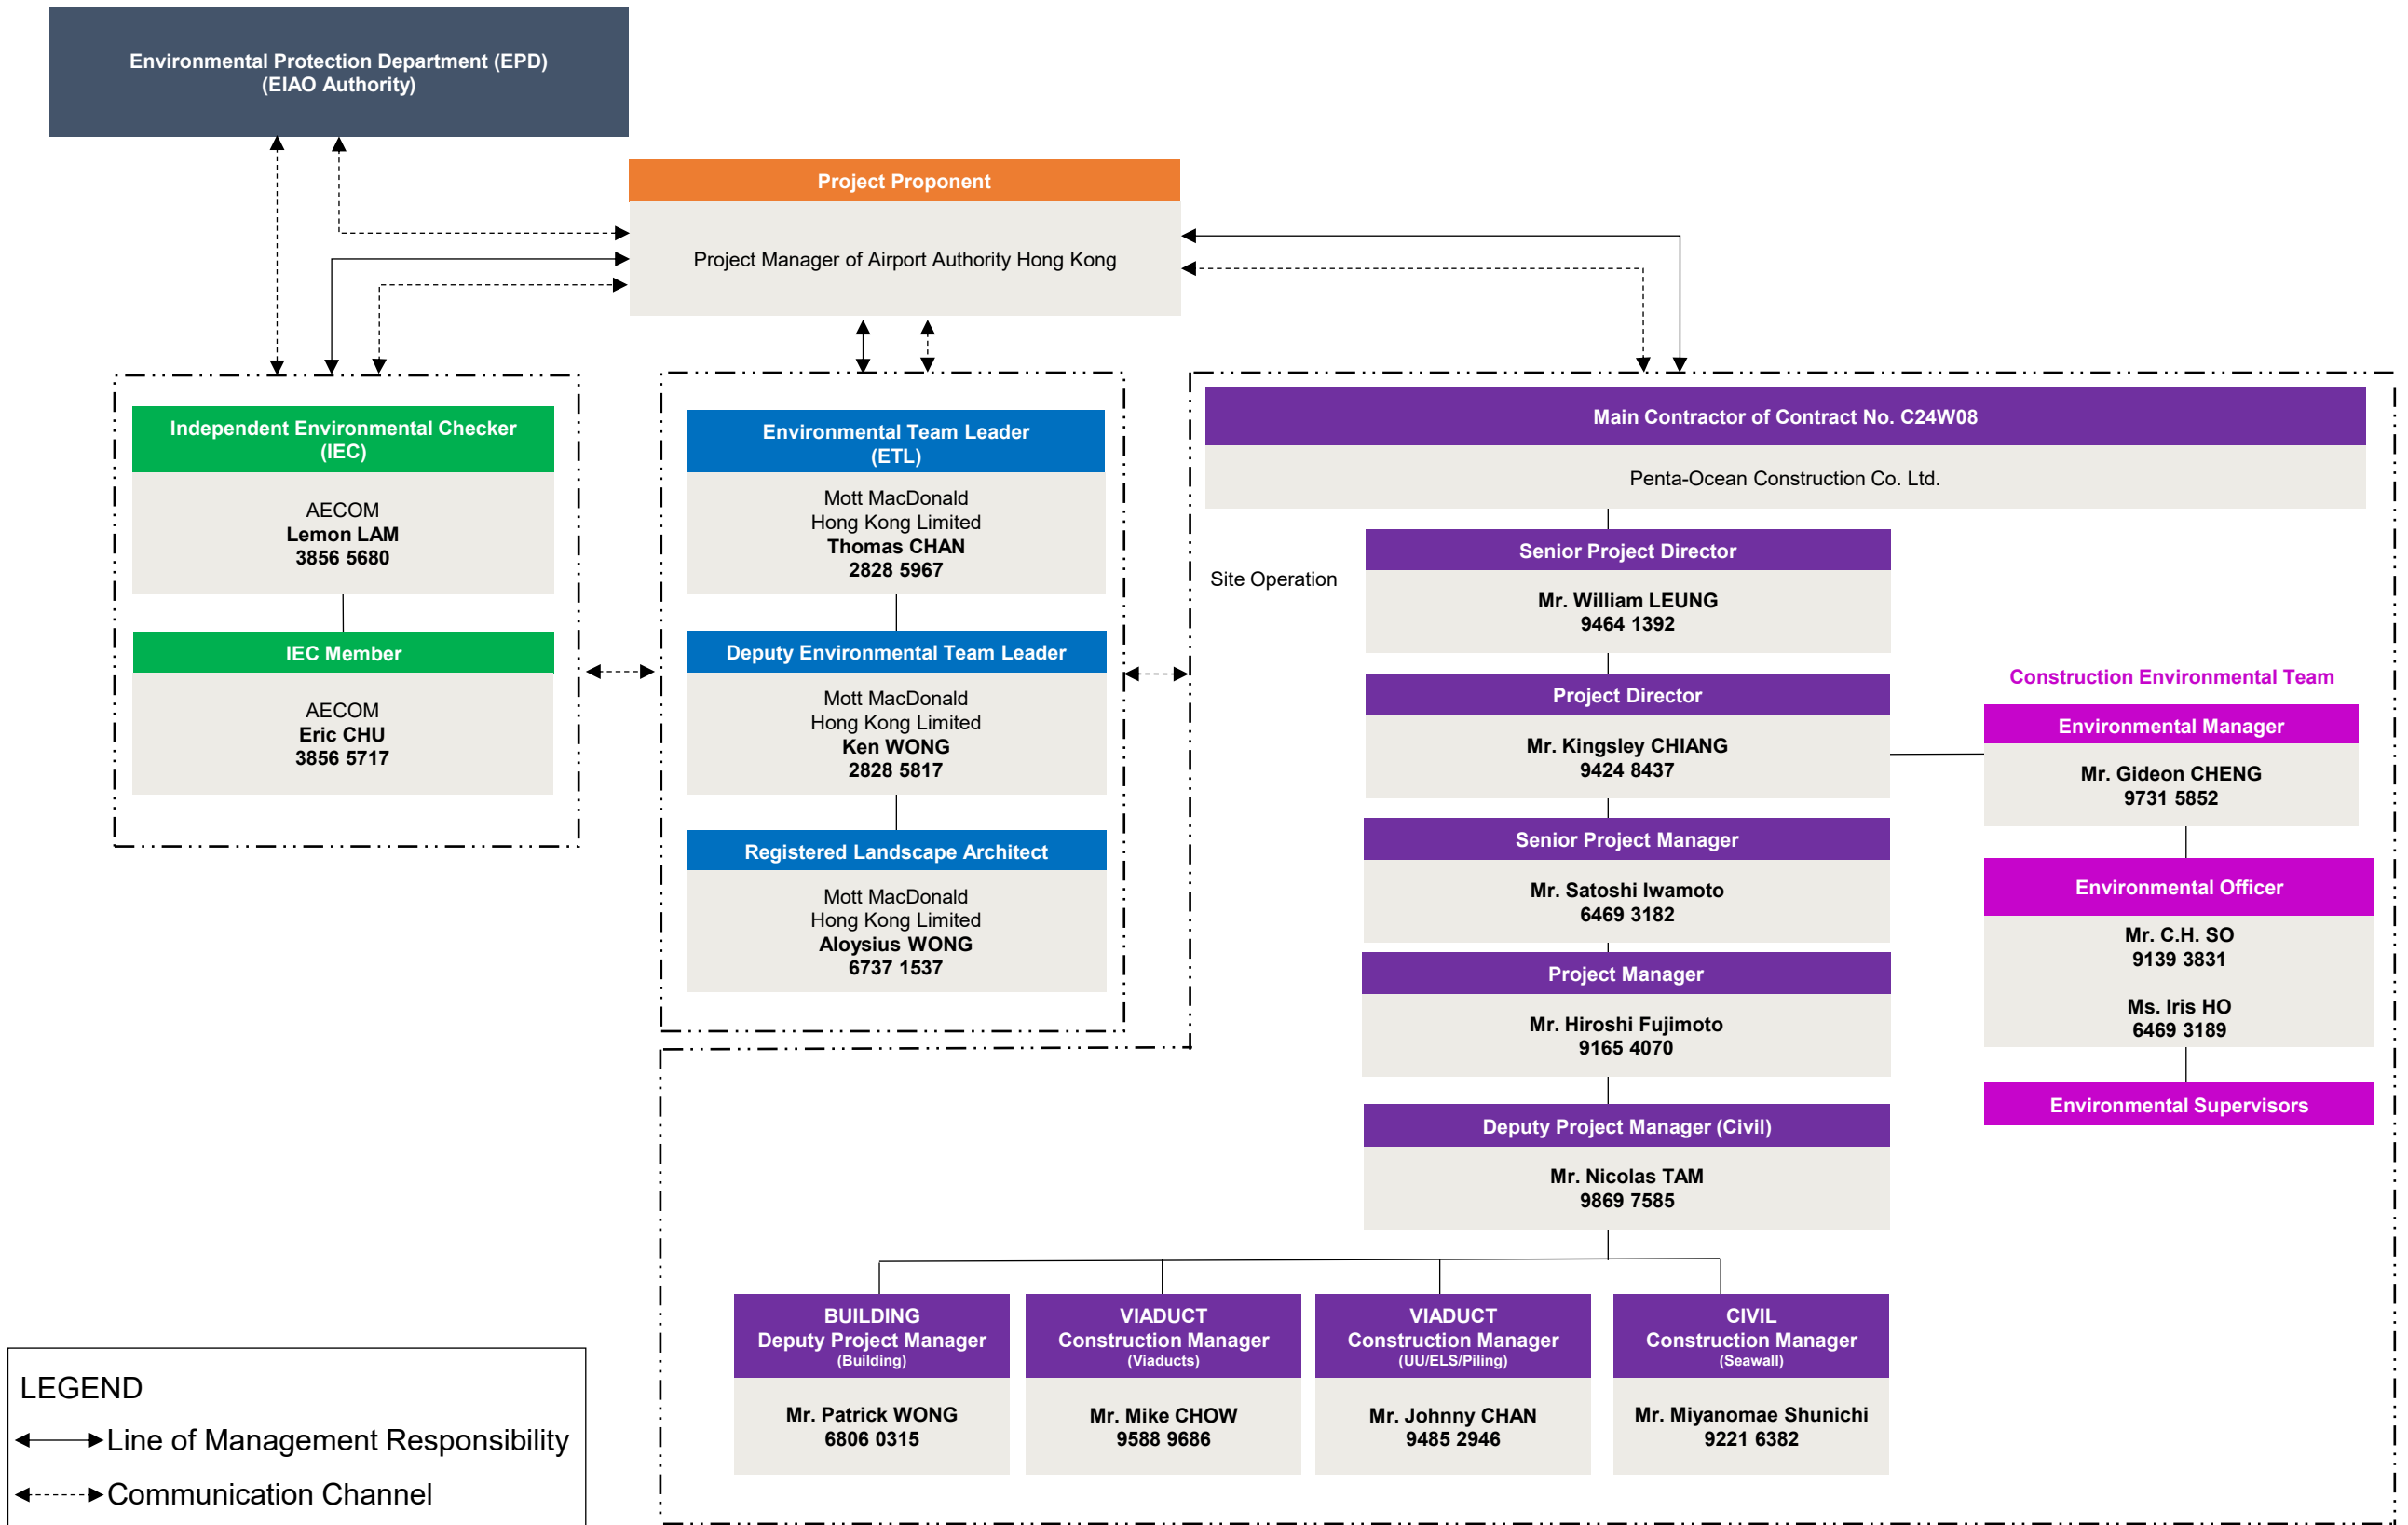 Environmental Protection Department (EPD)
(EIAO Authority)
Project Proponent
Project Manager of Airport Authority Hong Kong
Independent Environmental Checker
(IEC)
AECOM
Lemon LAM
3856 5680
IEC Member
AECOM
Eric CHU
3856 5717
Environmental Team Leader
(ETL)
Mott MacDonald
Hong Kong Limited
Thomas CHAN
2828 5967
Deputy Environmental Team Leader
Mott MacDonald
Hong Kong Limited
Ken WONG
2828 5817
Registered Landscape Architect
Mott MacDonald
Hong Kong Limited
Aloysius WONG
6737 1537
Main Contractor of Contract No. C24W08
Penta-Ocean Construction Co. Ltd.
Site Operation
Senior Project Director
Mr. William LEUNG
9464 1392
Project Director
Mr. Kingsley CHIANG
9424 8437
Senior Project Manager
Mr. Satoshi Iwamoto
6469 3182
Project Manager
Mr. Hiroshi Fujimoto
9165 4070
Deputy Project Manager (Civil)
Mr. Nicolas TAM
9869 7585
Construction Environmental Team
Environmental Manager
Mr. Gideon CHENG
9731 5852
Environmental Officer
Mr. C.H. SO
9139 3831
Ms. Iris HO
6469 3189
Environmental Supervisors
BUILDING
Deputy Project Manager
(Building)
Mr. Patrick WONG
6806 0315
VIADUCT
Construction Manager
(Viaducts)
Mr. Mike CHOW
9588 9686
VIADUCT
Construction Manager
(UU/ELS/Piling)
Mr. Johnny CHAN
9485 2946
CIVIL
Construction Manager
(Seawall)
Mr. Miyanomae Shunichi
9221 6382
LEGEND
Line of Management Responsibility
Communication Channel